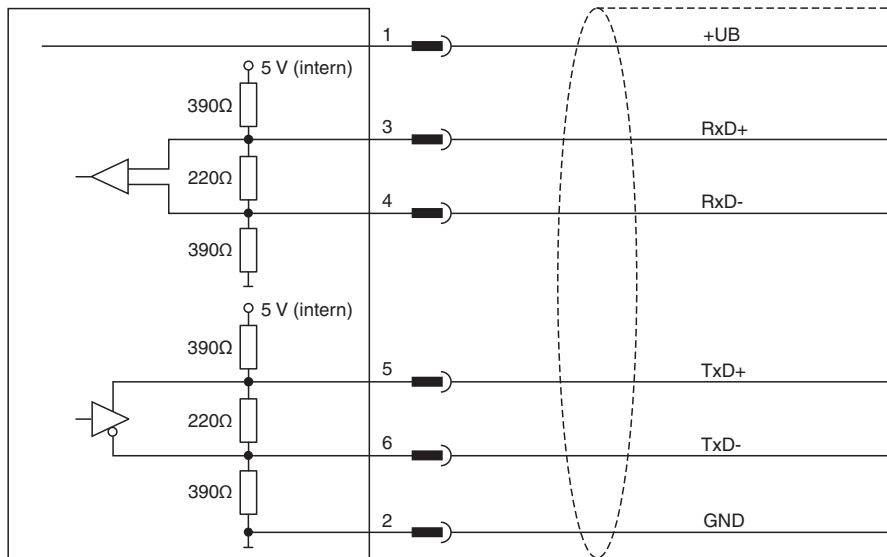 1
+UB
5 V (intern)
390Ω
3
RxD+
220Ω
4
RxD-
390Ω
5 V (intern)
390Ω
5
TxD+
220Ω
6
TxD-
390Ω
2
GND